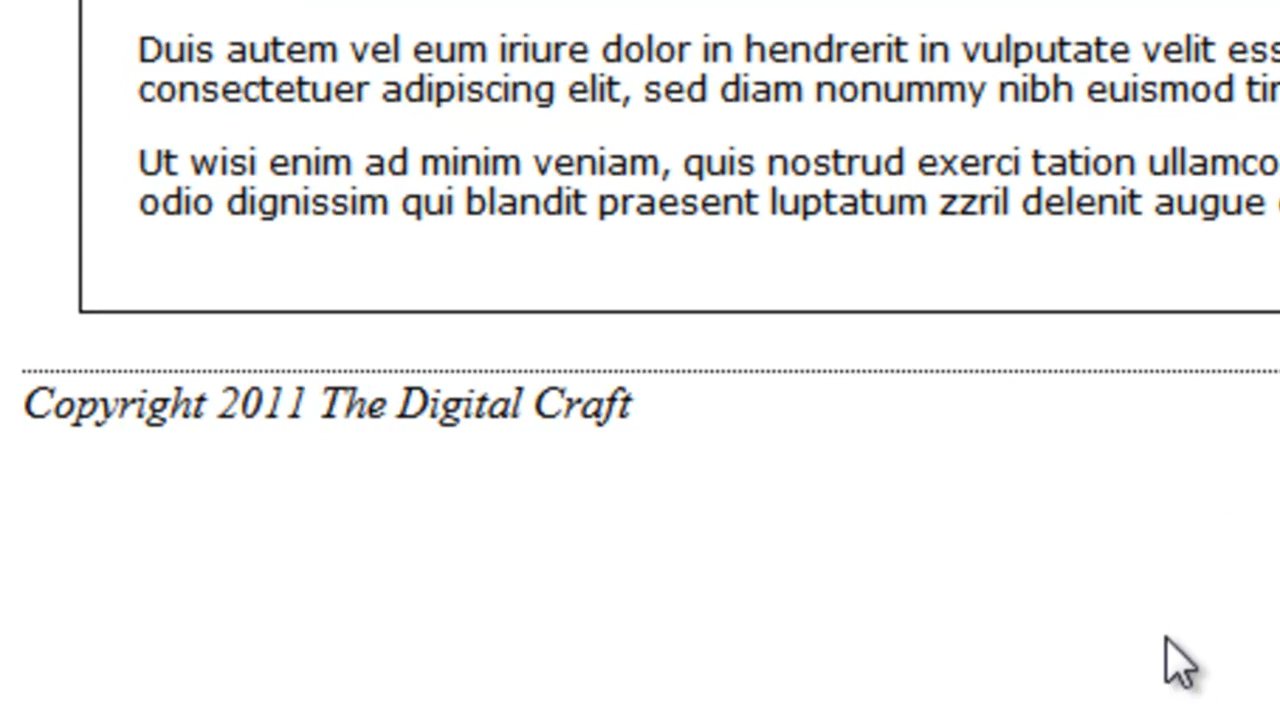 Duis autem vel eum iriure dolor in hendrerit in vulputate velit
consectetuer adipiscing elit, sed diam nonummy nibh euismod
Ut wisi enim ad minim veniam, quis nostrud exerci tation ullamco
odio dignissim qui blandit praesent luptatum zzril delenit augue
Copyright 2011 The Digital Craft